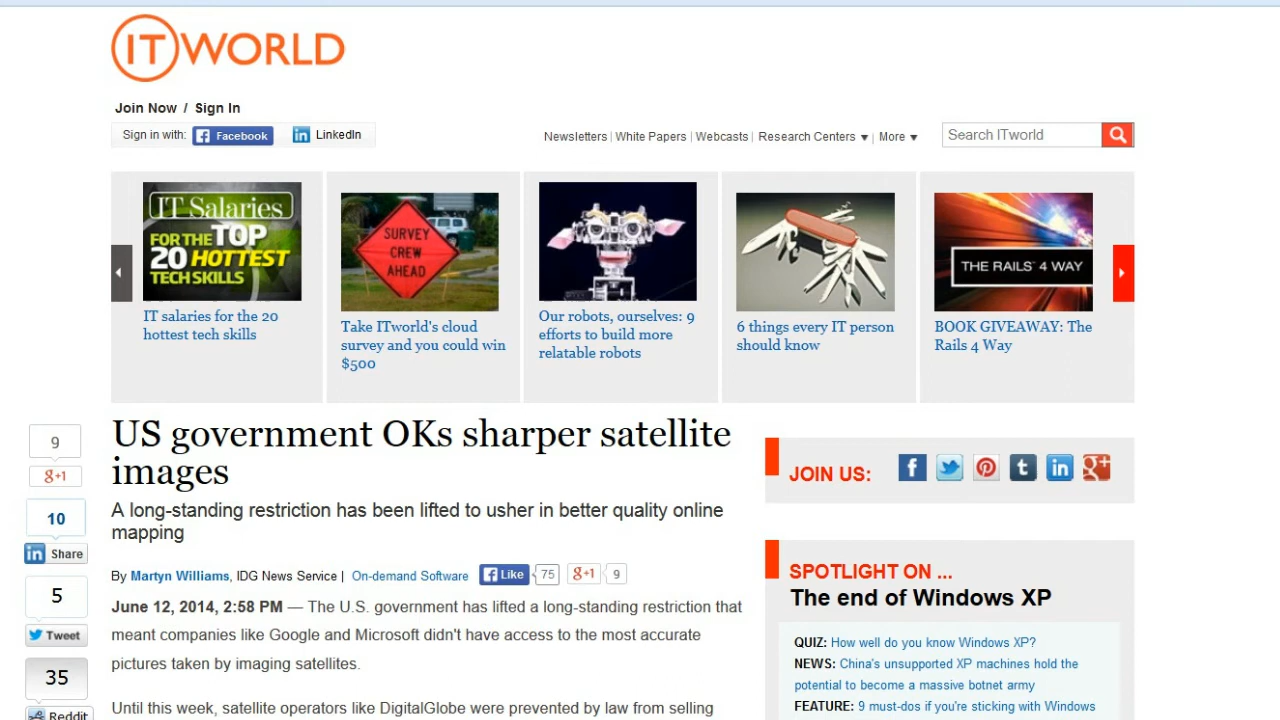 ITWORLD
Join Now / Sign In
Sign in with: Facebook LinkedIn
Newsletters | White Papers | Webcasts | Research Centers ▼ | More ▼
Search ITworld
IT Salaries
FOR THE TOP
20 HOTTEST
TECH SKILLS
IT salaries for the 20
hottest tech skills
SURVEY
CREW
AHEAD
Take ITworld's cloud
survey and you could win
$500
Our robots, ourselves: 9
efforts to build more
relatable robots
6 things every IT person
should know
THE RAILS 4 WAY
BOOK GIVEAWAY: The
Rails 4 Way
9
g+1
10
in Share
5
Tweet
35
Reddit
US government OKs sharper satellite
images
A long-standing restriction has been lifted to usher in better quality online
mapping
By Martyn Williams, IDG News Service | On-demand Software Like 75 g+1 9
June 12, 2014, 2:58 PM — The U.S. government has lifted a long-standing restriction that
meant companies like Google and Microsoft didn't have access to the most accurate
pictures taken by imaging satellites.
Until this week, satellite operators like DigitalGlobe were prevented by law from selling
JOIN US:
SPOTLIGHT ON ...
The end of Windows XP
QUIZ: How well do you know Windows XP?
NEWS: China's unsupported XP machines hold the
potential to become a massive botnet army
FEATURE: 9 must-dos if you're sticking with Windows